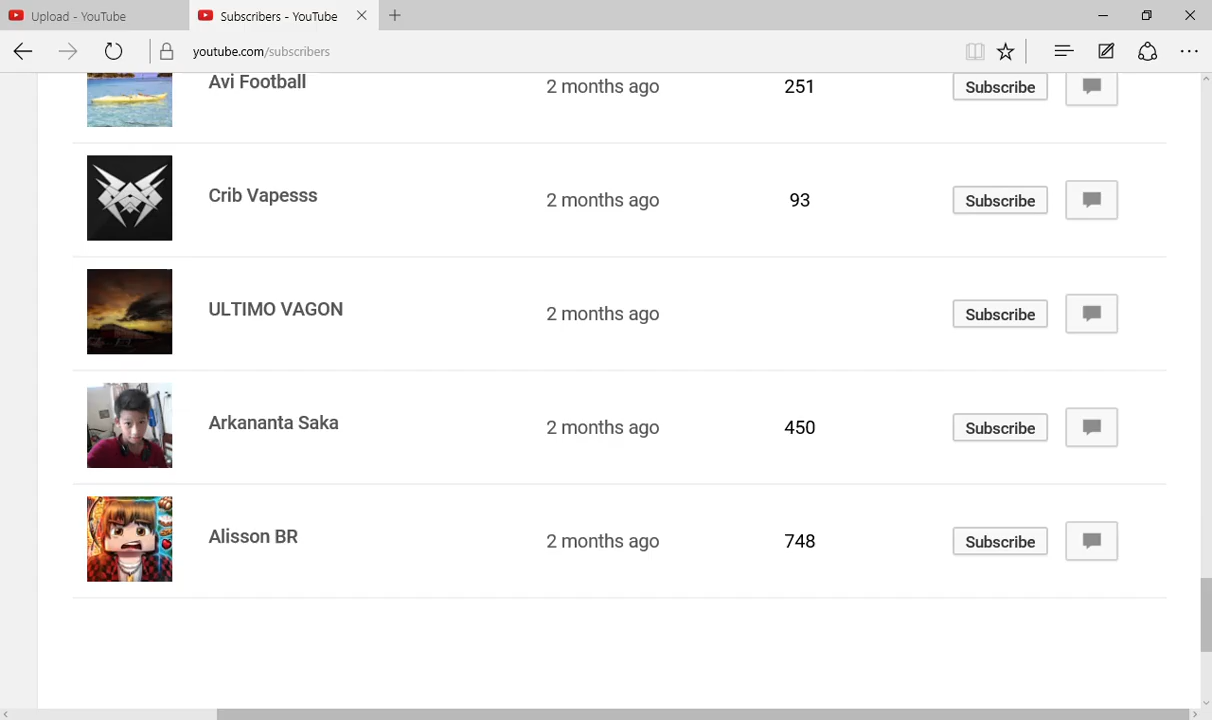 Upload - YouTube
Subscribers - YouTube
youtube.com/subscribers
Avi Football 2 months ago 251 Subscribe
Crib Vapesss 2 months ago 93 Subscribe
ULTIMO VAGON 2 months ago Subscribe
Arkananta Saka 2 months ago 450 Subscribe
Alisson BR 2 months ago 748 Subscribe